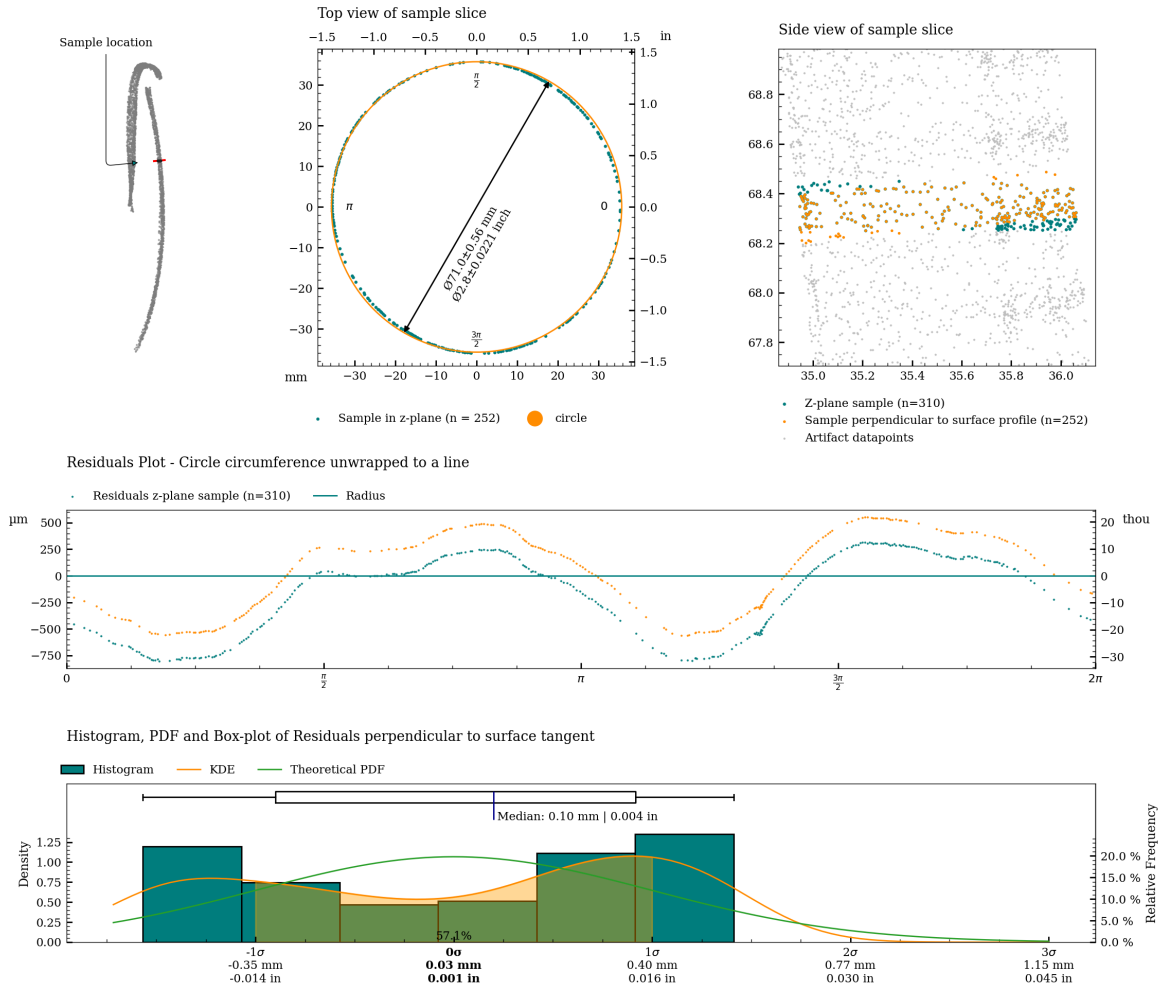 Sample location
Top view of sample slice
−1.5 −1.0 −0.5 0.0 0.5 1.0 1.5 in
30
20
10
0
−10
−20
−30
mm
−30 −20 −10 0 10 20 30
1.5
1.0
0.5
0.0
−0.5
−1.0
−1.5
π/2
π
0
3π/2
Ø71.0±0.56 mm
Ø2.8±0.0221 inch
Sample in z-plane (n = 252)
circle
Side view of sample slice
68.8
68.6
68.4
68.2
68.0
67.8
35.0 35.2 35.4 35.6 35.8 36.0
Z-plane sample (n=310)
Sample perpendicular to surface profile (n=252)
Artifact datapoints
Residuals Plot - Circle circumference unwrapped to a line
Residuals z-plane sample (n=310)
Radius
µm
500
250
0
−250
−500
−750
thou
20
10
0
−10
−20
−30
0 π/2 π 3π/2 2π
Histogram, PDF and Box-plot of Residuals perpendicular to surface tangent
Histogram
KDE
Theoretical PDF
Median: 0.10 mm | 0.004 in
Density
1.25
1.00
0.75
0.50
0.25
0.00
57.1%
Relative Frequency
20.0 %
15.0 %
10.0 %
5.0 %
0.0 %
-1σ 0σ 1σ 2σ 3σ
-0.35 mm 0.03 mm 0.40 mm 0.77 mm 1.15 mm
-0.014 in 0.001 in 0.016 in 0.030 in 0.045 in